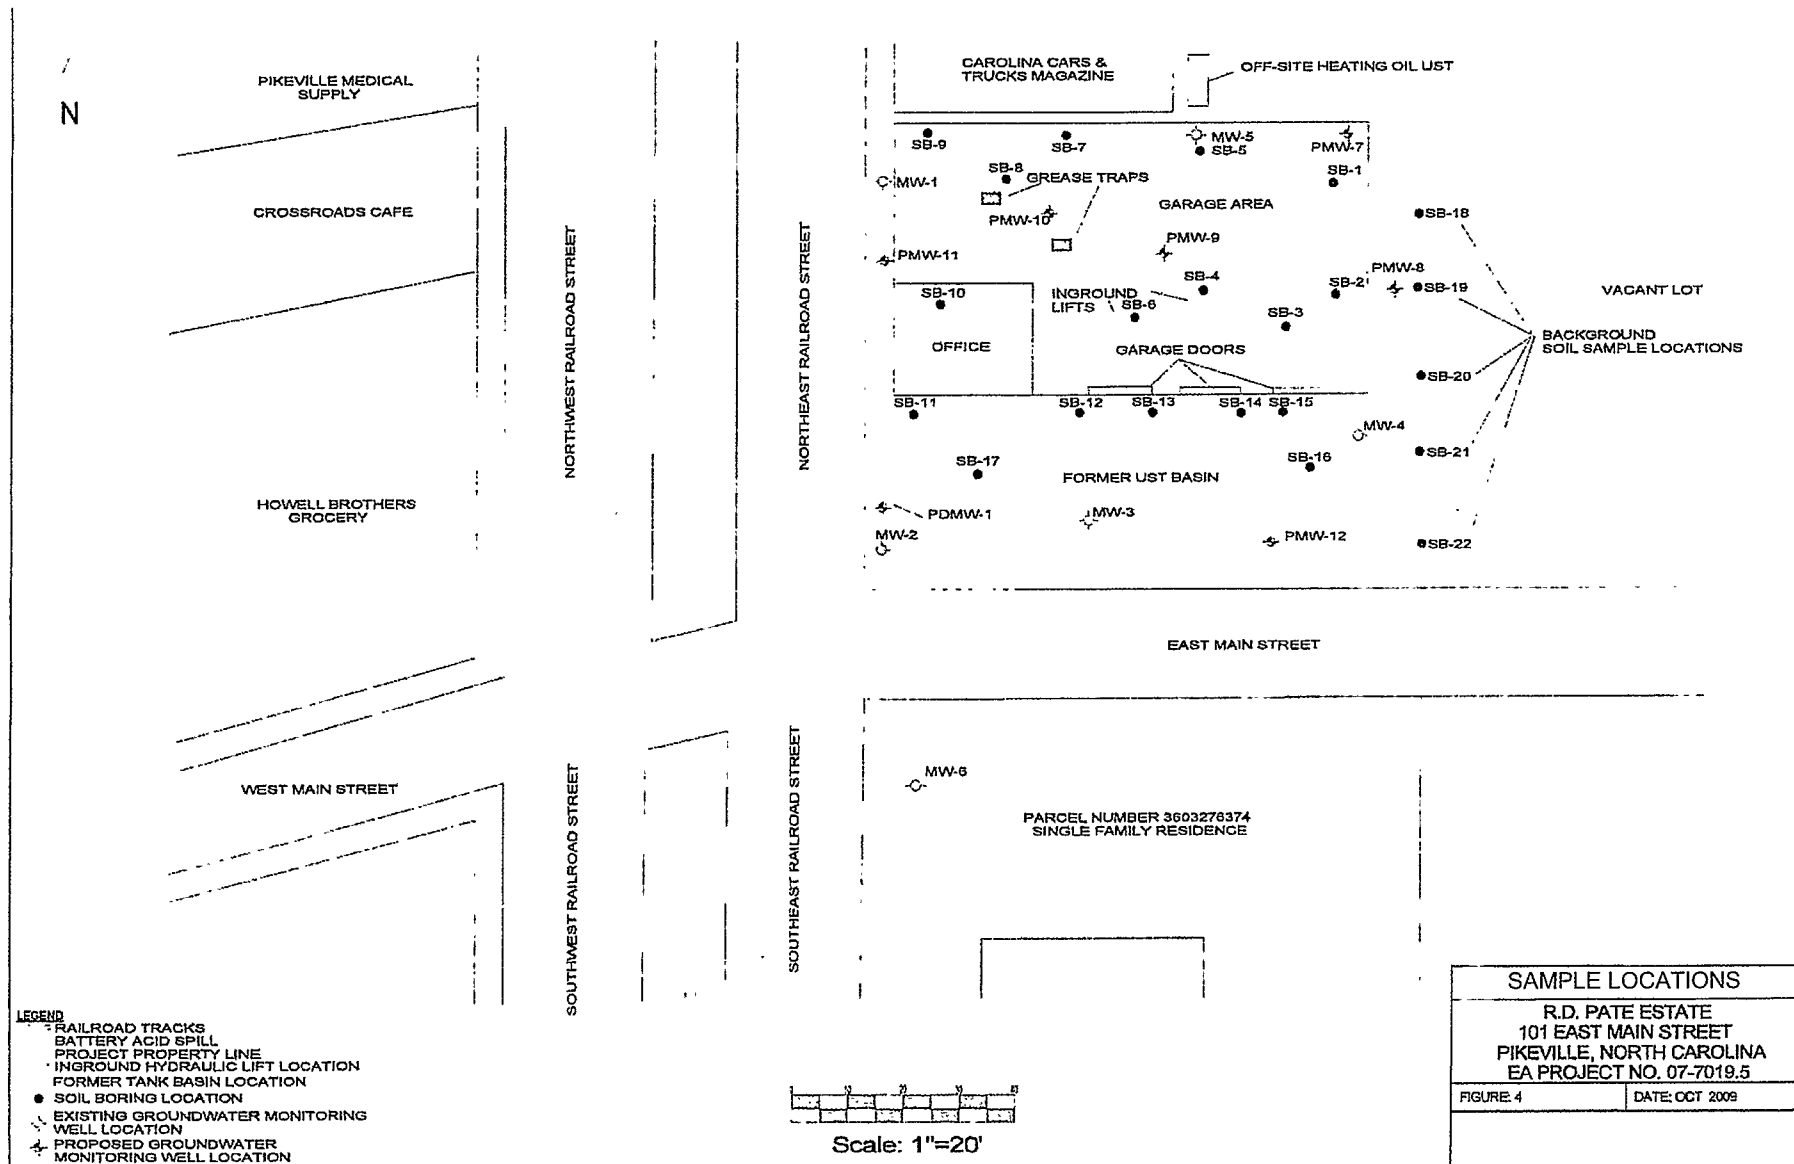 N
PIKEVILLE MEDICAL
SUPPLY
CROSSROADS CAFE
HOWELL BROTHERS
GROCERY
WEST MAIN STREET
NORTHWEST RAILROAD STREET
NORTHEAST RAILROAD STREET
SOUTHWEST RAILROAD STREET
SOUTHEAST RAILROAD STREET
CAROLINA CARS &
TRUCKS MAGAZINE
OFF-SITE HEATING OIL UST
SB-9
SB-7
MW-5
SB-5
PMW-7
SB-1
SB-8
GREASE TRAPS
MW-1
GARAGE AREA
SB-18
PMW-10
PMW-9
PMW-11
PMW-8
SB-4
SB-2
SB-19
VACANT LOT
SB-10
INGROUND
LIFTS
SB-6
SB-3
BACKGROUND
SOIL SAMPLE LOCATIONS
OFFICE
GARAGE DOORS
SB-20
SB-11
SB-12
SB-13
SB-14
SB-15
MW-4
SB-21
SB-17
SB-16
FORMER UST BASIN
PDMW-1
MW-3
MW-2
PMW-12
SB-22
EAST MAIN STREET
MW-6
PARCEL NUMBER 3603276374
SINGLE FAMILY RESIDENCE
LEGEND
RAILROAD TRACKS
BATTERY ACID SPILL
PROJECT PROPERTY LINE
INGROUND HYDRAULIC LIFT LOCATION
FORMER TANK BASIN LOCATION
SOIL BORING LOCATION
EXISTING GROUNDWATER MONITORING
WELL LOCATION
PROPOSED GROUNDWATER
MONITORING WELL LOCATION
Scale: 1"=20'
SAMPLE LOCATIONS
R.D. PATE ESTATE
101 EAST MAIN STREET
PIKEVILLE, NORTH CAROLINA
EA PROJECT NO. 07-7019.5
FIGURE: 4
DATE: OCT 2009